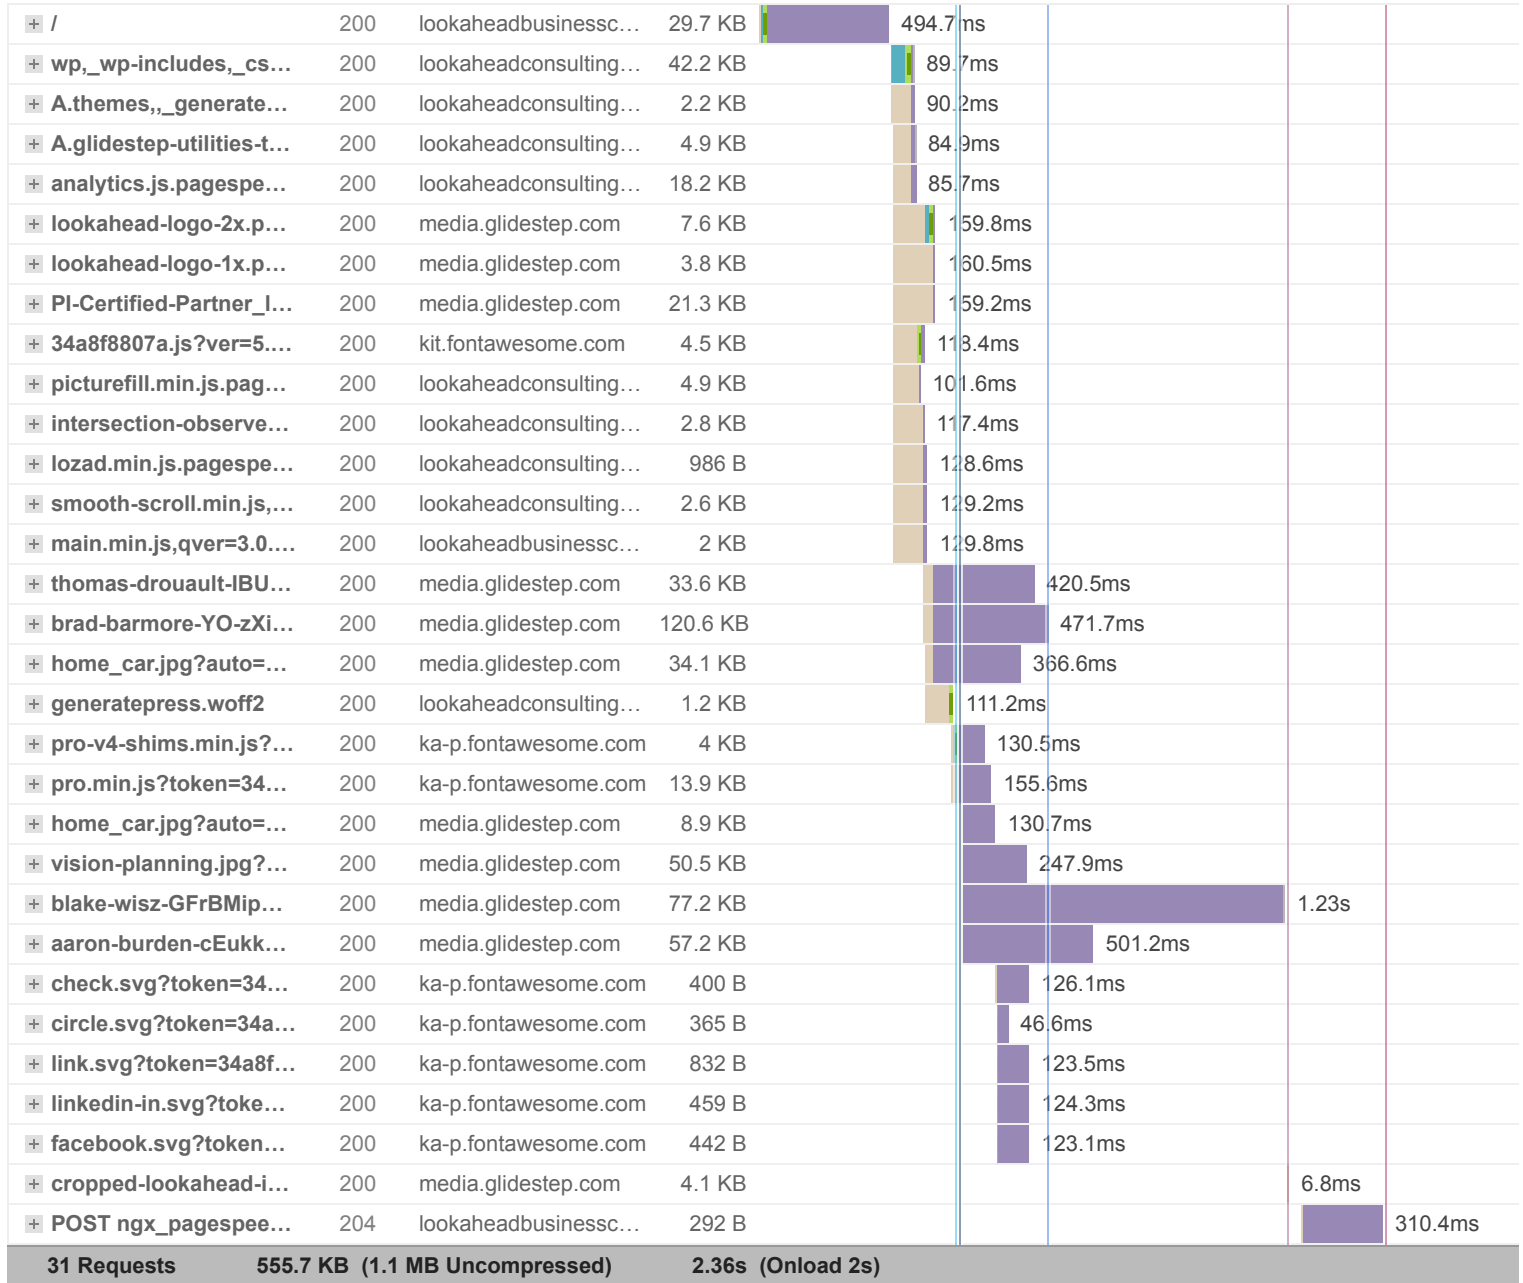 / 200 lookaheadbusinessc… 29.7 KB 494.7ms
wp,_wp-includes,_cs… 200 lookaheadconsulting… 42.2 KB 89.7ms
A.themes,,_generate… 200 lookaheadconsulting… 2.2 KB 90.2ms
A.glidestep-utilities-t… 200 lookaheadconsulting… 4.9 KB 84.9ms
analytics.js.pagespe… 200 lookaheadconsulting… 18.2 KB 85.7ms
lookahead-logo-2x.p… 200 media.glidestep.com 7.6 KB 159.8ms
lookahead-logo-1x.p… 200 media.glidestep.com 3.8 KB 160.5ms
PI-Certified-Partner_l… 200 media.glidestep.com 21.3 KB 159.2ms
34a8f8807a.js?ver=5.… 200 kit.fontawesome.com 4.5 KB 118.4ms
picturefill.min.js.pag… 200 lookaheadconsulting… 4.9 KB 101.6ms
intersection-observe… 200 lookaheadconsulting… 2.8 KB 117.4ms
lozad.min.js.pagespe… 200 lookaheadconsulting… 986 B 128.6ms
smooth-scroll.min.js,… 200 lookaheadconsulting… 2.6 KB 129.2ms
main.min.js,qver=3.0.… 200 lookaheadbusinessc… 2 KB 129.8ms
thomas-drouault-IBU… 200 media.glidestep.com 33.6 KB 420.5ms
brad-barmore-YO-zXi… 200 media.glidestep.com 120.6 KB 471.7ms
home_car.jpg?auto=… 200 media.glidestep.com 34.1 KB 366.6ms
generatepress.woff2 200 lookaheadconsulting… 1.2 KB 111.2ms
pro-v4-shims.min.js?… 200 ka-p.fontawesome.com 4 KB 130.5ms
pro.min.js?token=34… 200 ka-p.fontawesome.com 13.9 KB 155.6ms
home_car.jpg?auto=… 200 media.glidestep.com 8.9 KB 130.7ms
vision-planning.jpg?… 200 media.glidestep.com 50.5 KB 247.9ms
blake-wisz-GFrBMip… 200 media.glidestep.com 77.2 KB 1.23s
aaron-burden-cEukk… 200 media.glidestep.com 57.2 KB 501.2ms
check.svg?token=34… 200 ka-p.fontawesome.com 400 B 126.1ms
circle.svg?token=34a… 200 ka-p.fontawesome.com 365 B 46.6ms
link.svg?token=34a8f… 200 ka-p.fontawesome.com 832 B 123.5ms
linkedin-in.svg?toke… 200 ka-p.fontawesome.com 459 B 124.3ms
facebook.svg?token… 200 ka-p.fontawesome.com 442 B 123.1ms
cropped-lookahead-i… 200 media.glidestep.com 4.1 KB 6.8ms
POST ngx_pagespee… 204 lookaheadbusinessc… 292 B 310.4ms
31 Requests 555.7 KB (1.1 MB Uncompressed) 2.36s (Onload 2s)